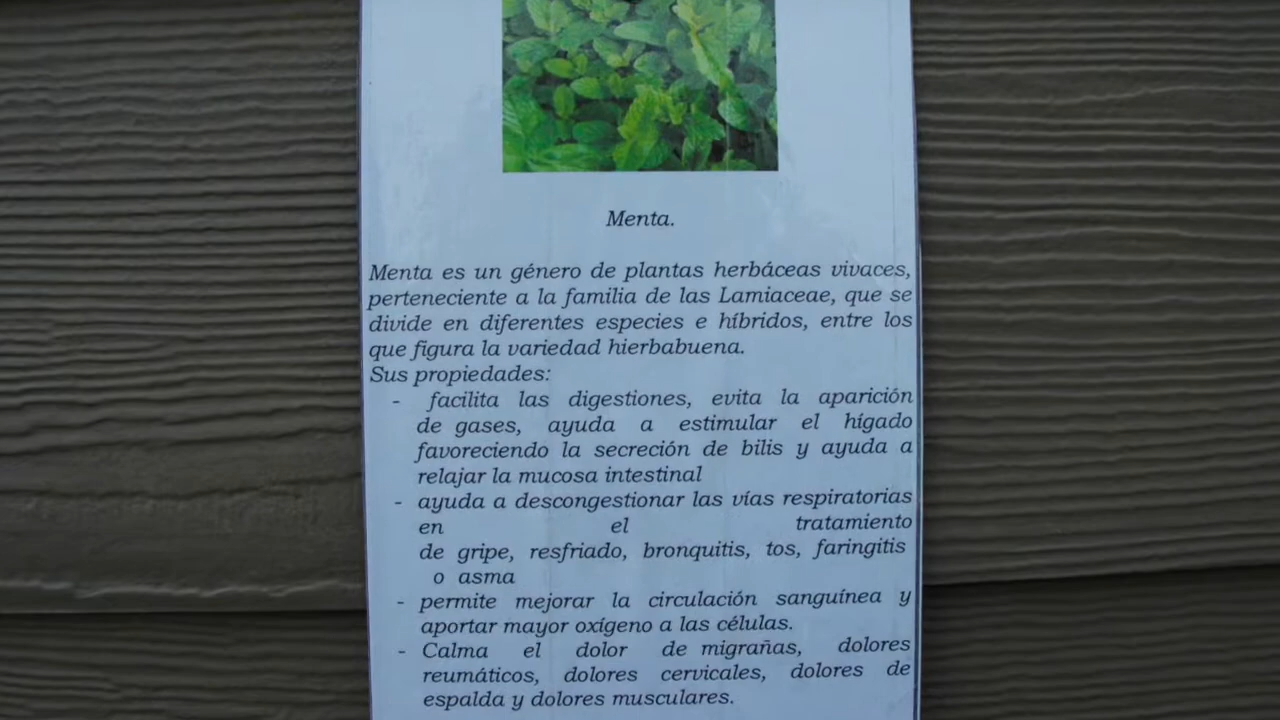 Menta.
Menta es un género de plantas herbáceas vivaces,
perteneciente a la familia de las Lamiaceae, que se
divide en diferentes especies e híbridos, entre los
que figura la variedad hierbabuena.
Sus propiedades:
- facilita las digestiones, evita la aparición
de gases, ayuda a estimular el hígado
favoreciendo la secreción de bilis y ayuda a
relajar la mucosa intestinal
- ayuda a descongestionar las vías respiratorias
en el tratamiento
de gripe, resfriado, bronquitis, tos, faringitis
o asma
- permite mejorar la circulación sanguínea y
aportar mayor oxígeno a las células.
- Calma el dolor de migrañas, dolores
reumáticos, dolores cervicales, dolores de
espalda y dolores musculares.